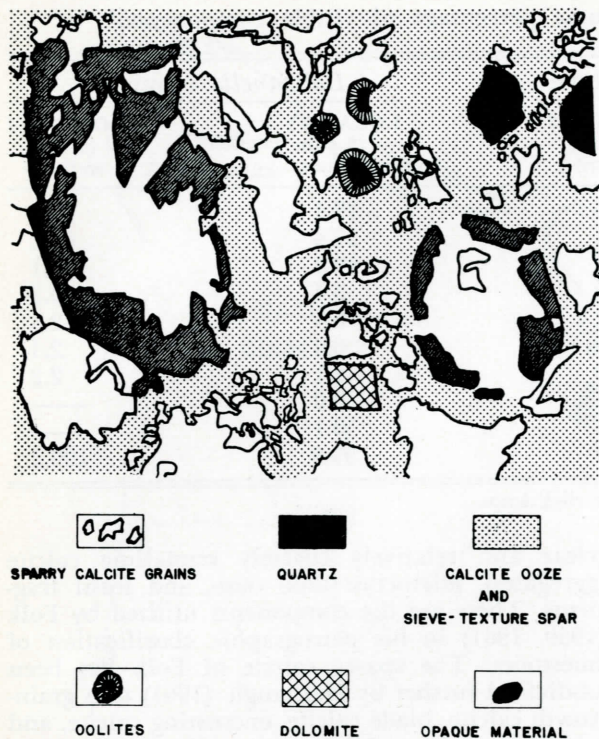 SPARRY CALCITE GRAINS
QUARTZ
CALCITE OOZE
AND
SIEVE-TEXTURE SPAR
OOLITES
DOLOMITE
OPAQUE MATERIAL